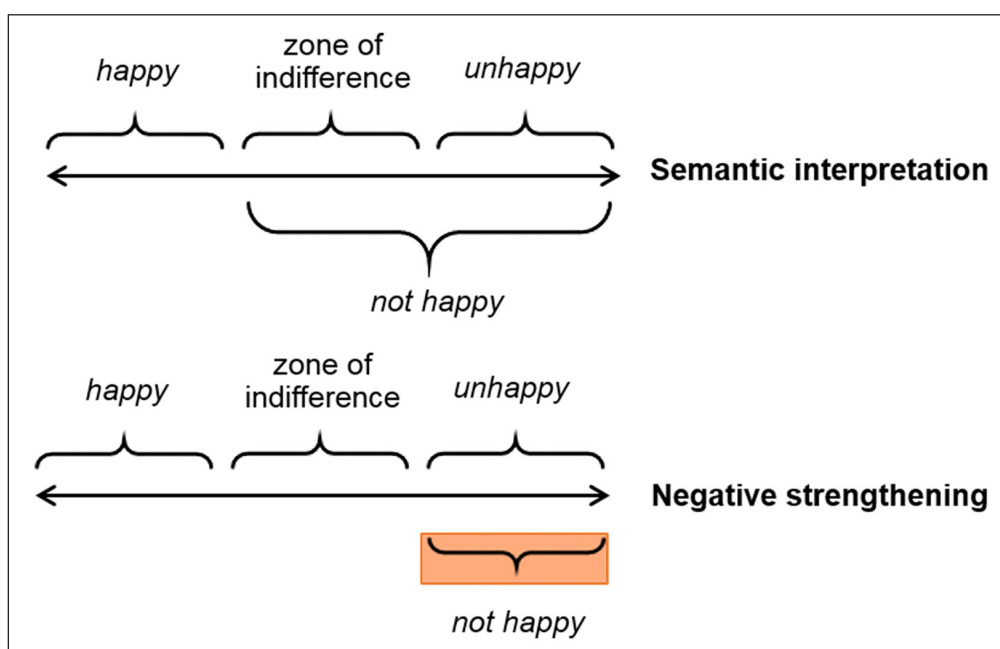 happy
zone of
indifference
unhappy
Semantic interpretation
not happy
happy
zone of
indifference
unhappy
Negative strengthening
not happy